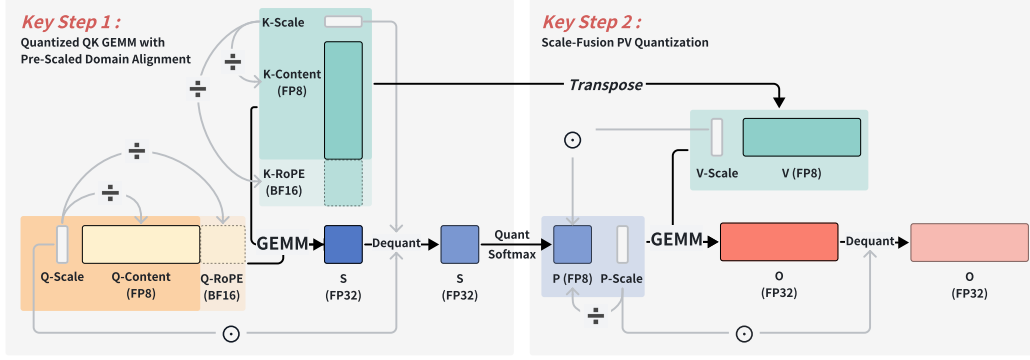 Key Step 1 :
Quantized QK GEMM with
Pre-Scaled Domain Alignment
K-Scale
÷
K-Content
(FP8)
÷
K-RoPE
(BF16)
÷
÷
Q-Scale
Q-Content
(FP8)
Q-RoPE
(BF16)
GEMM
S
(FP32)
Dequant
S
(FP32)
Quant
Softmax
Key Step 2 :
Scale-Fusion PV Quantization
Transpose
V-Scale
V (FP8)
P (FP8)
P-Scale
÷
GEMM
O
(FP32)
Dequant
O
(FP32)